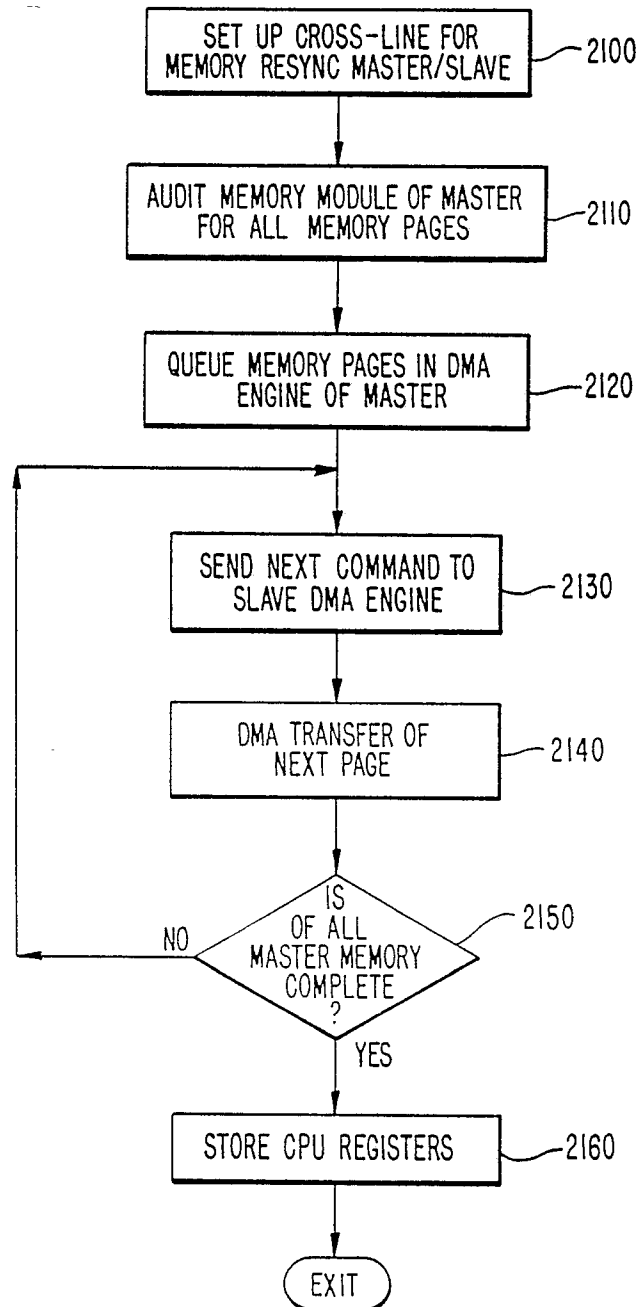 SET UP CROSS-LINE FOR
MEMORY RESYNC MASTER/SLAVE
2100
AUDIT MEMORY MODULE OF MASTER
FOR ALL MEMORY PAGES
2110
QUEUE MEMORY PAGES IN DMA
ENGINE OF MASTER
2120
SEND NEXT COMMAND TO
SLAVE DMA ENGINE
2130
DMA TRANSFER OF
NEXT PAGE
2140
IS
OF ALL
MASTER MEMORY
COMPLETE
?
2150
NO
YES
STORE CPU REGISTERS
2160
EXIT